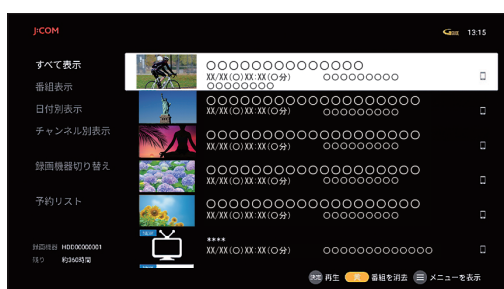 J:COM
13:15
すべて表示
番組表示
日付別表示
チャンネル別表示
録画機器切り替え
予約リスト
録画機器 HDD00000001
残り 約360時間
○○○○○○○○○○○○○○
XX/XX(○)XX:XX(○分) ○○○○○○○○○
○○○○○○○○
○○○○○○○○○○○○○○○○○○○
XX/XX(○)XX:XX(○分) ○○○○○○○○○
○○○○○○○○○○○○○○○○○○○
XX/XX(○)XX:XX(○分) ○○○○○○○○○
○○○○○○○○○○○○○○○○○○○
XX/XX(○)XX:XX(○分) ○○○○○○○○○
○○○○○○○○○○○○○○○○○○○
XX/XX(○)XX:XX(○分) ○○○○○○○○○
NEW
****
XX/XX(○)XX:XX(○分) ○○○○○○○○○○○○○
決定 再生 黄 番組を消去 メニューを表示